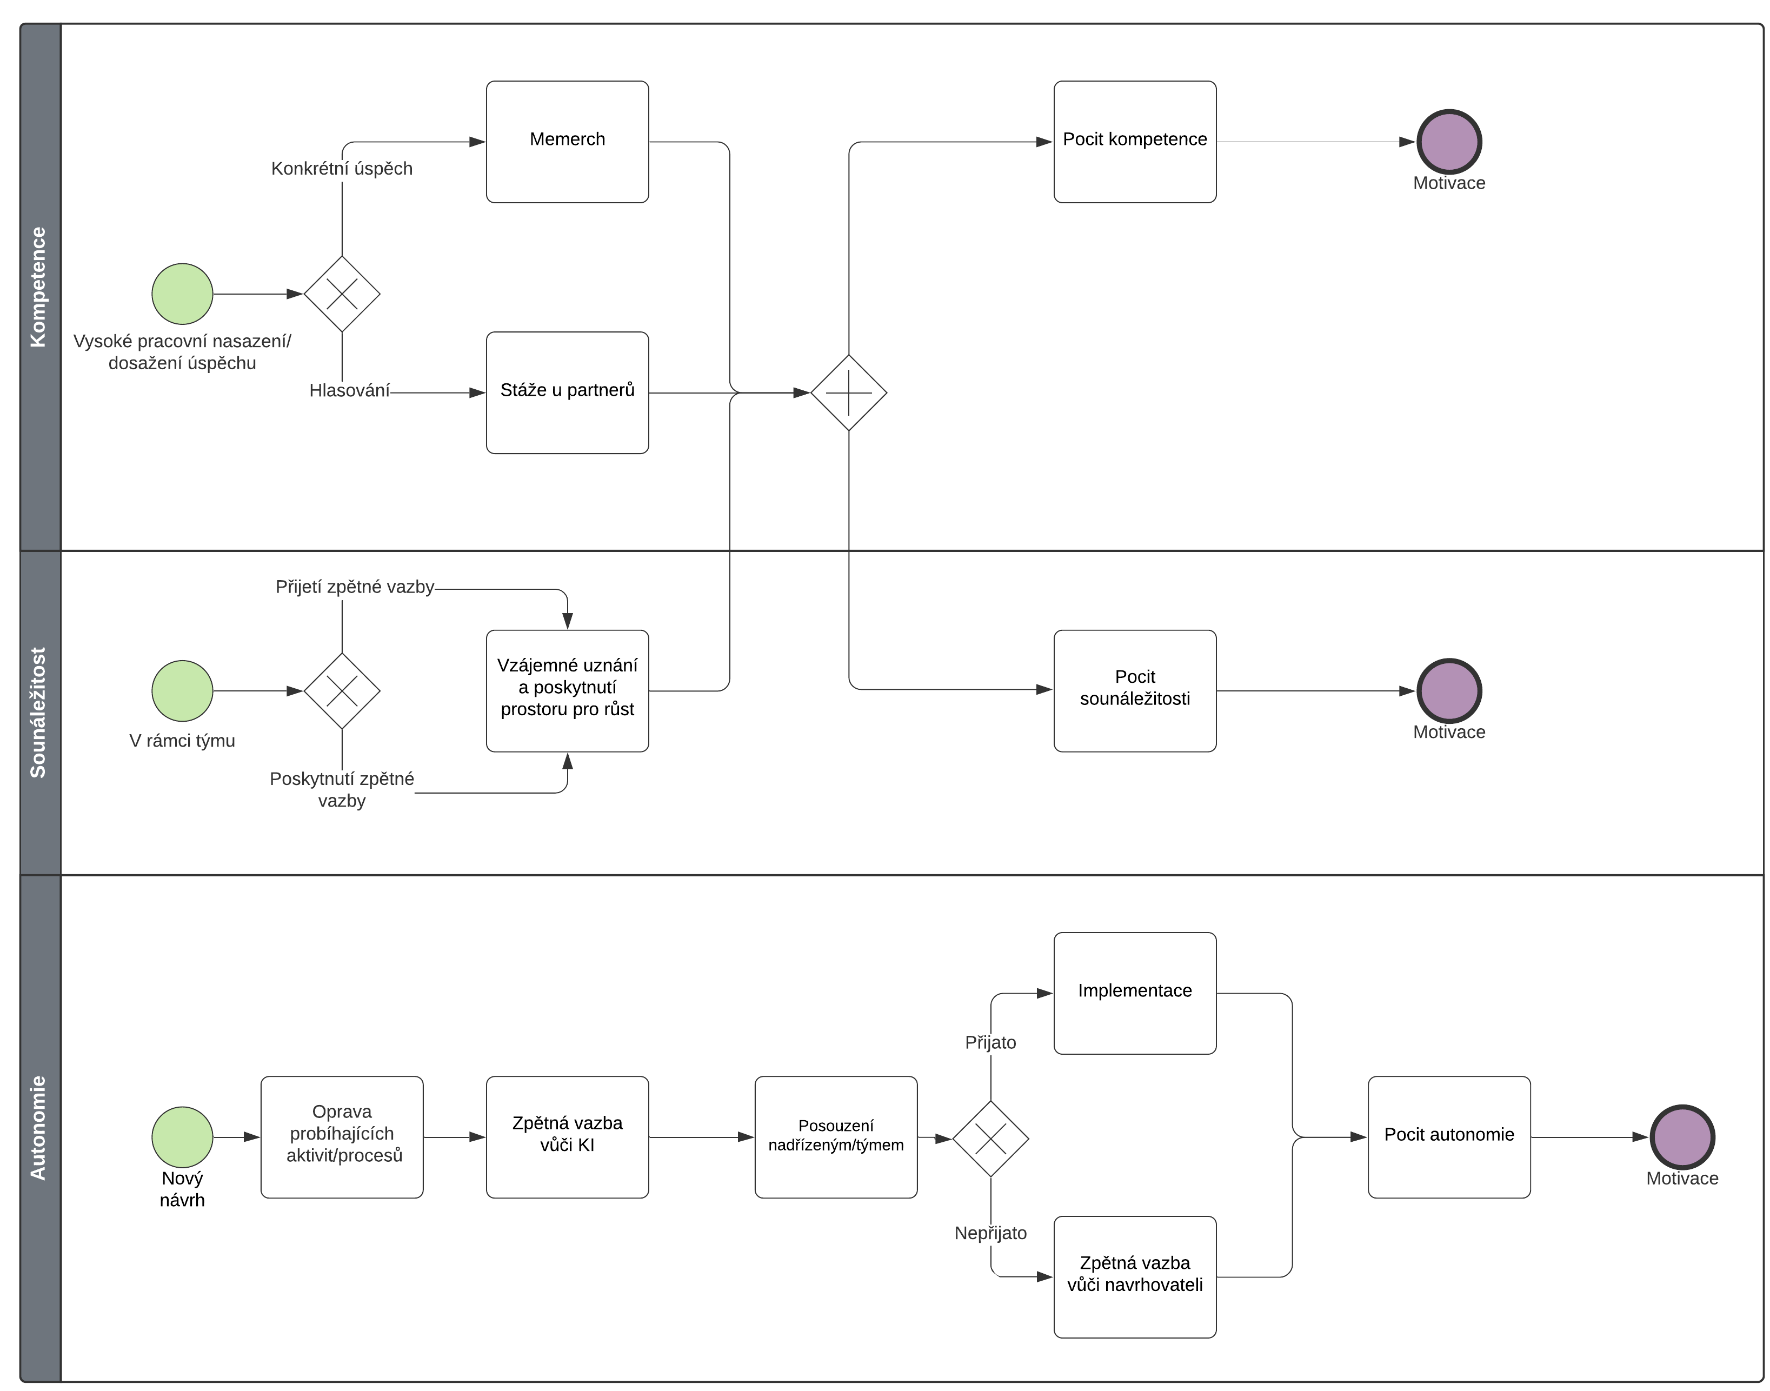 Kompetence
Konkrétní úspěch
Memerch
Pocit kompetence
Motivace
Vysoké pracovní nasazení/
dosažení úspěchu
Hlasování
Stáže u partnerů
Sounáležitost
Přijetí zpětné vazby
V rámci týmu
Vzájemné uznání
a poskytnutí
prostoru pro růst
Poskytnutí zpětné
vazby
Pocit
sounáležitosti
Motivace
Autonomie
Nový
návrh
Oprava
probíhajících
aktivit/procesů
Zpětná vazba
vůči KI
Posouzení
nadřízeným/týmem
Přijato
Implementace
Nepřijato
Zpětná vazba
vůči navrhovateli
Pocit autonomie
Motivace